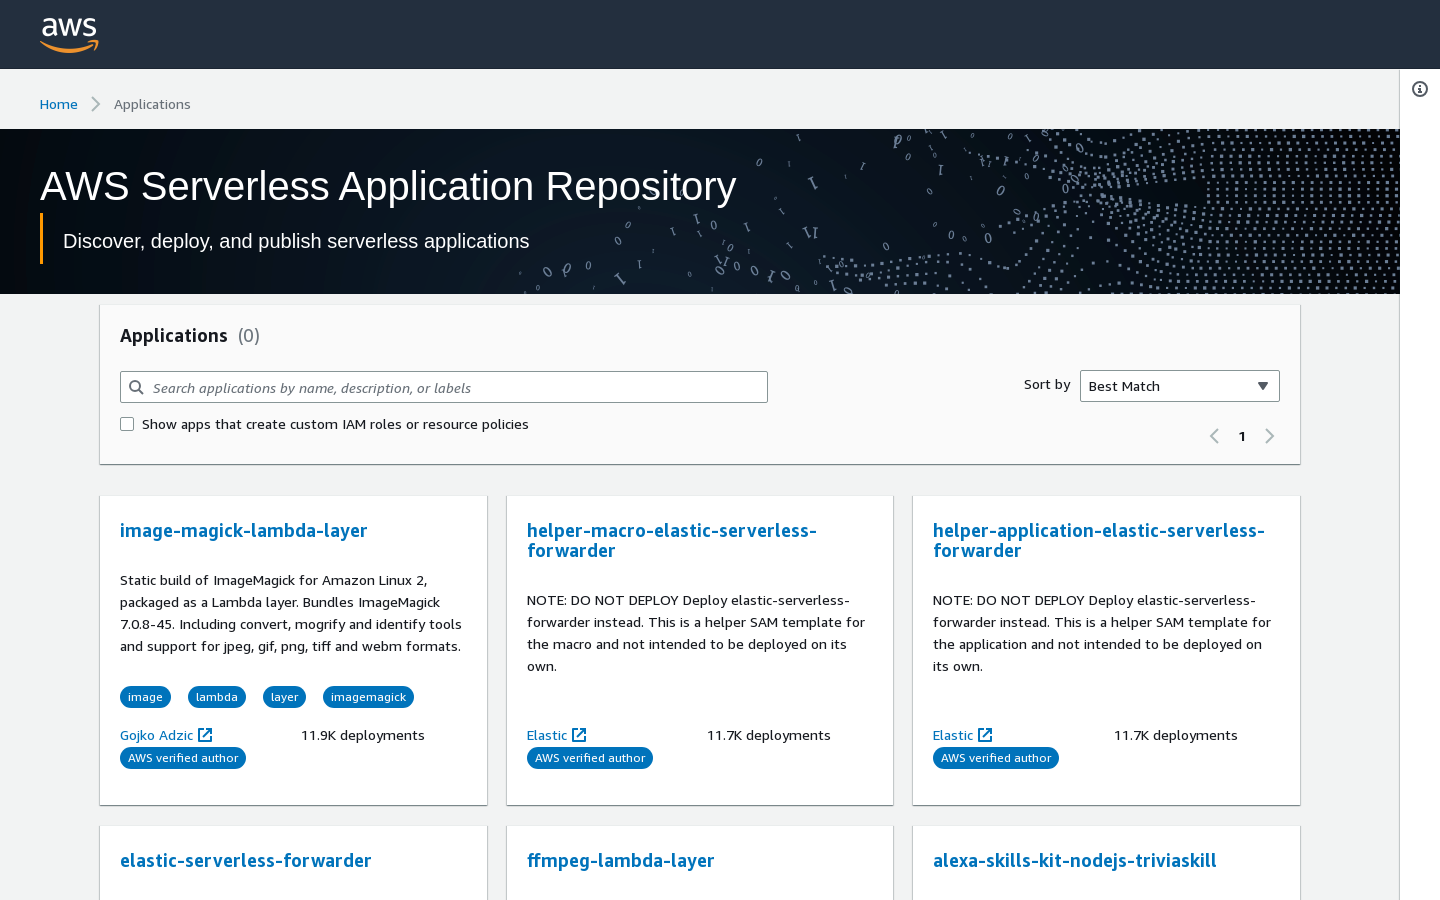 aws
Home
Applications
AWS Serverless Application Repository
Discover, deploy, and publish serverless applications
Applications (0)
Search applications by name, description, or labels
Sort by
Best Match
Show apps that create custom IAM roles or resource policies
1
image-magick-lambda-layer
Static build of ImageMagick for Amazon Linux 2,
packaged as a Lambda layer. Bundles ImageMagick
7.0.8-45. Including convert, mogrify and identify tools
and support for jpeg, gif, png, tiff and webm formats.
image lambda layer imagemagick
Gojko Adzic
11.9K deployments
AWS verified author
helper-macro-elastic-serverless-
forwarder
NOTE: DO NOT DEPLOY Deploy elastic-serverless-
forwarder instead. This is a helper SAM template for
the macro and not intended to be deployed on its
own.
Elastic
11.7K deployments
AWS verified author
helper-application-elastic-serverless-
forwarder
NOTE: DO NOT DEPLOY Deploy elastic-serverless-
forwarder instead. This is a helper SAM template for
the application and not intended to be deployed on
its own.
Elastic
11.7K deployments
AWS verified author
elastic-serverless-forwarder
ffmpeg-lambda-layer
alexa-skills-kit-nodejs-triviaskill